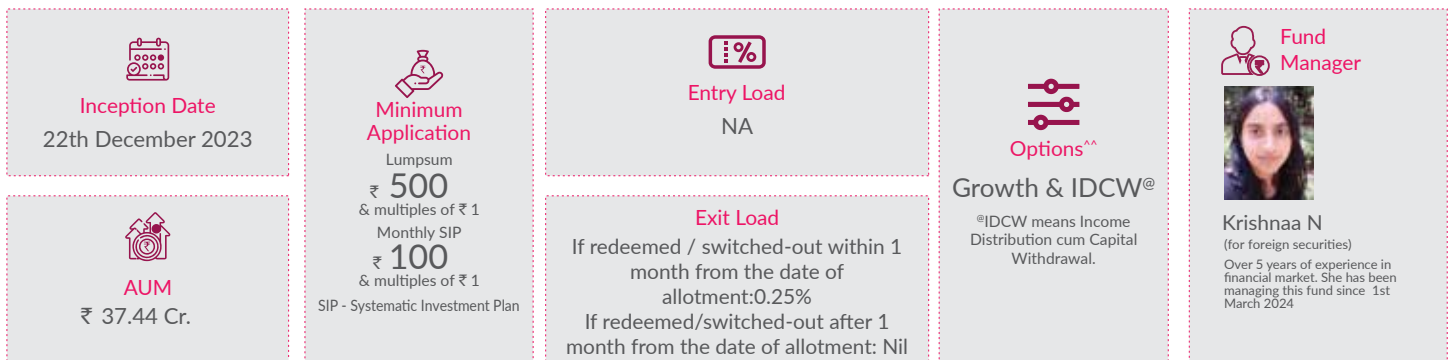 Inception Date
22th December 2023
AUM
₹ 37.44 Cr.
₹
Minimum
Application
Lumpsum
₹ 500
& multiples of ₹ 1
Monthly SIP
₹ 100
& multiples of ₹ 1
SIP - Systematic Investment Plan
%
Entry Load
NA
Exit Load
If redeemed / switched-out within 1
month from the date of
allotment:0.25%
If redeemed/switched-out after 1
month from the date of allotment: Nil
Options^^
Growth & IDCW@
@IDCW means Income
Distribution cum Capital
Withdrawal.
Fund
Manager
Krishnaa N
(for foreign securities)
Over 5 years of experience in
financial market. She has been
managing this fund since 1st
March 2024